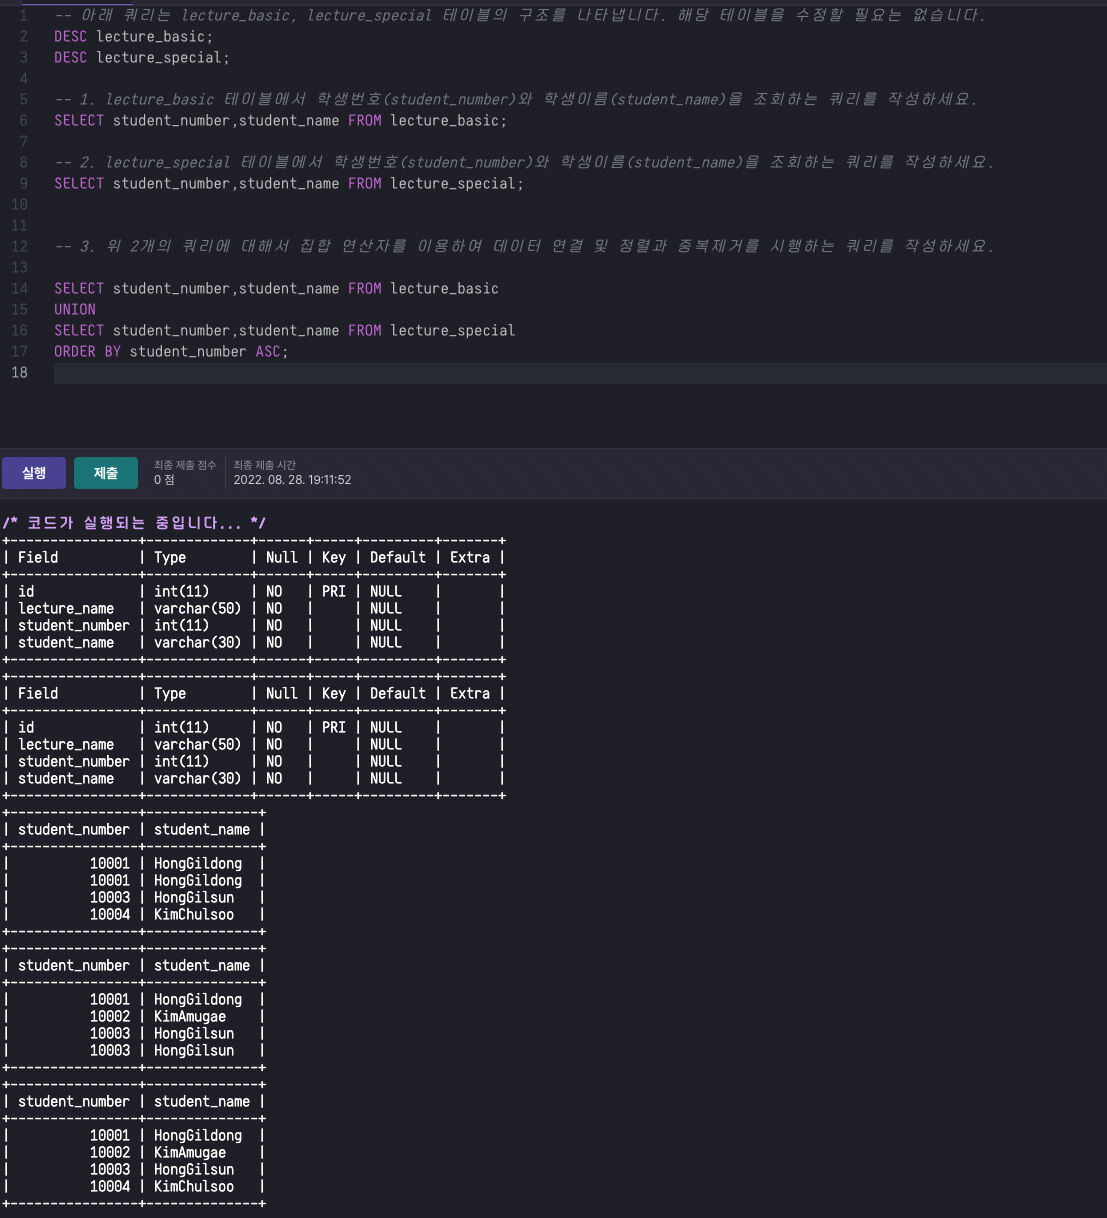 1 -- 아래 쿼리는 lecture_basic, lecture_special 테이블의 구조를 나타냅니다. 해당 테이블을 수정할 필요는 없습니다.
2 DESC lecture_basic;
3 DESC lecture_special;
4
5 -- 1. lecture_basic 테이블에서 학생번호(student_number)와 학생이름(student_name)을 조회하는 쿼리를 작성하세요.
6 SELECT student_number,student_name FROM lecture_basic;
7
8 -- 2. lecture_special 테이블에서 학생번호(student_number)와 학생이름(student_name)을 조회하는 쿼리를 작성하세요.
9 SELECT student_number,student_name FROM lecture_special;
10
11
12 -- 3. 위 2개의 쿼리에 대해서 집합 연산자를 이용하여 데이터 연결 및 정렬과 중복제거를 시행하는 쿼리를 작성하세요.
13
14 SELECT student_number,student_name FROM lecture_basic
15 UNION
16 SELECT student_number,student_name FROM lecture_special
17 ORDER BY student_number ASC;
18
실행 제출 최종 제출 점수 최종 제출 시간
0 점 2022. 08. 28. 19:11:52
/* 코드가 실행되는 중입니다... */
+----------------+-------------+------+-----+---------+-------+
| Field          | Type        | Null | Key | Default | Extra |
+----------------+-------------+------+-----+---------+-------+
| id             | int(11)     | NO   | PRI | NULL    |       |
| lecture_name   | varchar(50) | NO   |     | NULL    |       |
| student_number | int(11)     | NO   |     | NULL    |       |
| student_name   | varchar(30) | NO   |     | NULL    |       |
+----------------+-------------+------+-----+---------+-------+
+----------------+-------------+------+-----+---------+-------+
| Field          | Type        | Null | Key | Default | Extra |
+----------------+-------------+------+-----+---------+-------+
| id             | int(11)     | NO   | PRI | NULL    |       |
| lecture_name   | varchar(50) | NO   |     | NULL    |       |
| student_number | int(11)     | NO   |     | NULL    |       |
| student_name   | varchar(30) | NO   |     | NULL    |       |
+----------------+-------------+------+-----+---------+-------+
+----------------+--------------+
| student_number | student_name |
+----------------+--------------+
|          10001 | HongGildong  |
|          10001 | HongGildong  |
|          10003 | HongGilsun   |
|          10004 | KimChulsoo   |
+----------------+--------------+
+----------------+--------------+
| student_number | student_name |
+----------------+--------------+
|          10001 | HongGildong  |
|          10002 | KimAmugae    |
|          10003 | HongGilsun   |
|          10003 | HongGilsun   |
+----------------+--------------+
+----------------+--------------+
| student_number | student_name |
+----------------+--------------+
|          10001 | HongGildong  |
|          10002 | KimAmugae    |
|          10003 | HongGilsun   |
|          10004 | KimChulsoo   |
+----------------+--------------+